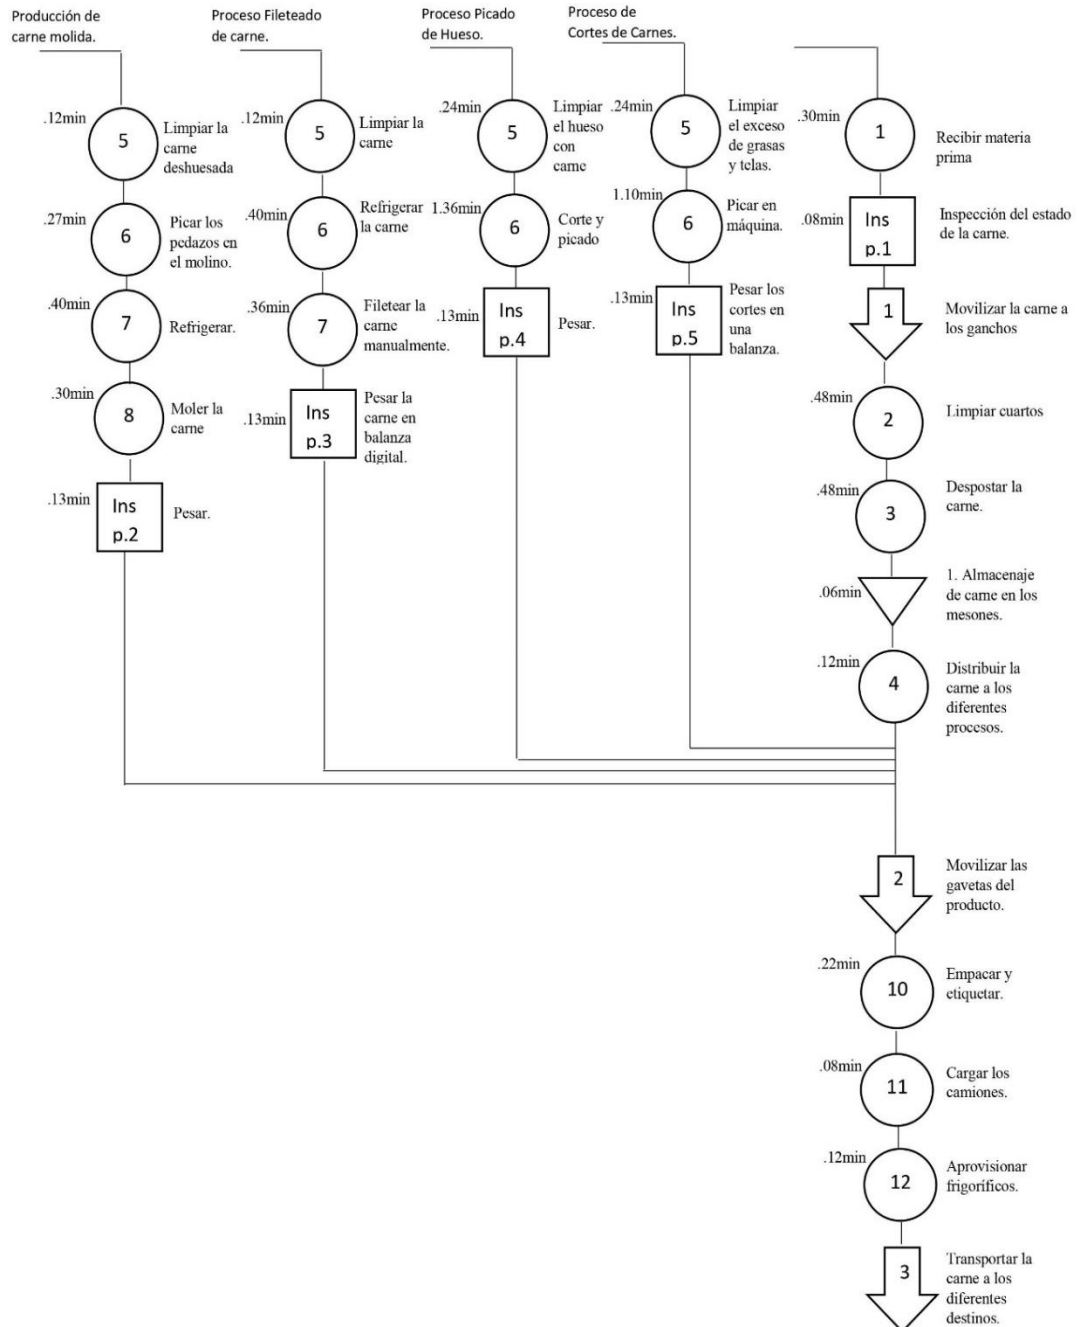 Producción de
carne molida.
.12min
5
Limpiar la
carne
deshuesada
.27min
6
Picar los
pedazos en
el molino.
.40min
7
Refrigerar.
.30min
8
Moler la
carne
.13min
Ins
p.2
Pesar.
Proceso Fileteado
de carne.
.12min
5
Limpiar la
carne
.40min
6
Refrigerar
la carne
.36min
7
Filetear la
carne
manualmente.
.13min
Ins
p.3
Pesar la
carne en
balanza
digital.
Proceso Picado
de Hueso.
.24min
5
Limpiar
el hueso
con
carne
1.36min
6
Corte y
picado
.13min
Ins
p.4
Pesar.
Proceso de
Cortes de Carnes.
.24min
5
Limpiar
el exceso
de grasas
y telas.
1.10min
6
Picar en
máquina.
.13min
Ins
p.5
Pesar los
cortes en
una
balanza.
.30min
1
Recibir materia
prima
.08min
Ins
p.1
Inspección del estado
de la carne.
1
Movilizar la carne a
los ganchos
.48min
2
Limpiar cuartos
.48min
3
Despostar la
carne.
.06min
1. Almacenaje
de carne en los
mesones.
.12min
4
Distribuir la
carne a los
diferentes
procesos.
2
Movilizar las
gavetas del
producto.
.22min
10
Empacar y
etiquetar.
.08min
11
Cargar los
camiones.
.12min
12
Aprovisionar
frigoríficos.
3
Transportar la
carne a los
diferentes
destinos.